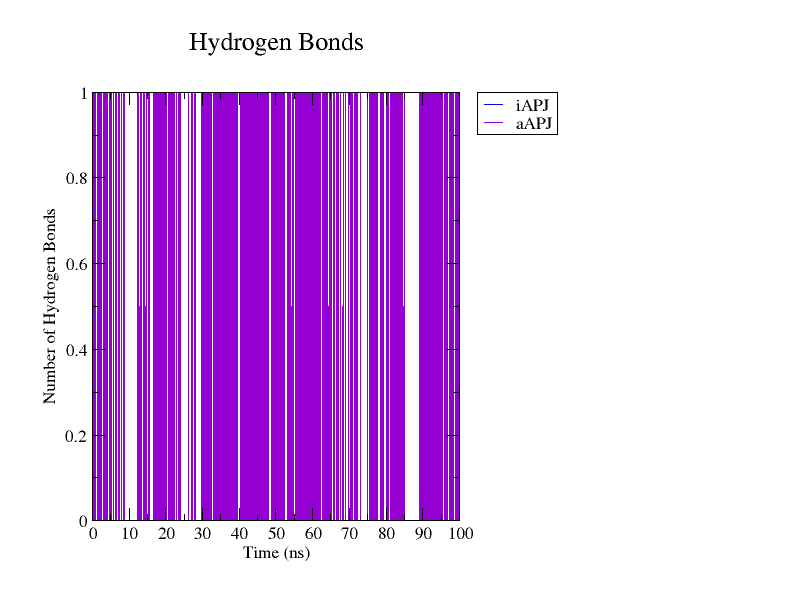 Hydrogen Bonds
iAPJ
aAPJ
Number of Hydrogen Bonds
1
0.8
0.6
0.4
0.2
0
0 10 20 30 40 50 60 70 80 90 100
Time (ns)